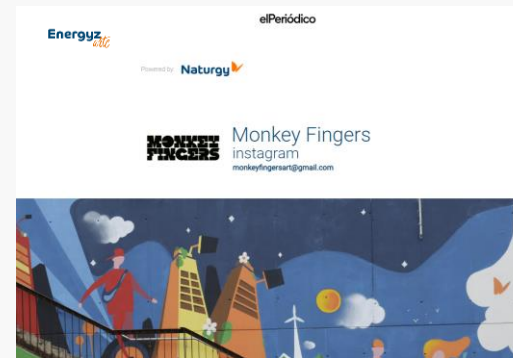 elPeriódico
Energyz
arte
Powered by Naturgy
MONKEY
FINGERS
Monkey Fingers
instagram
monkeyfingersart@gmail.com